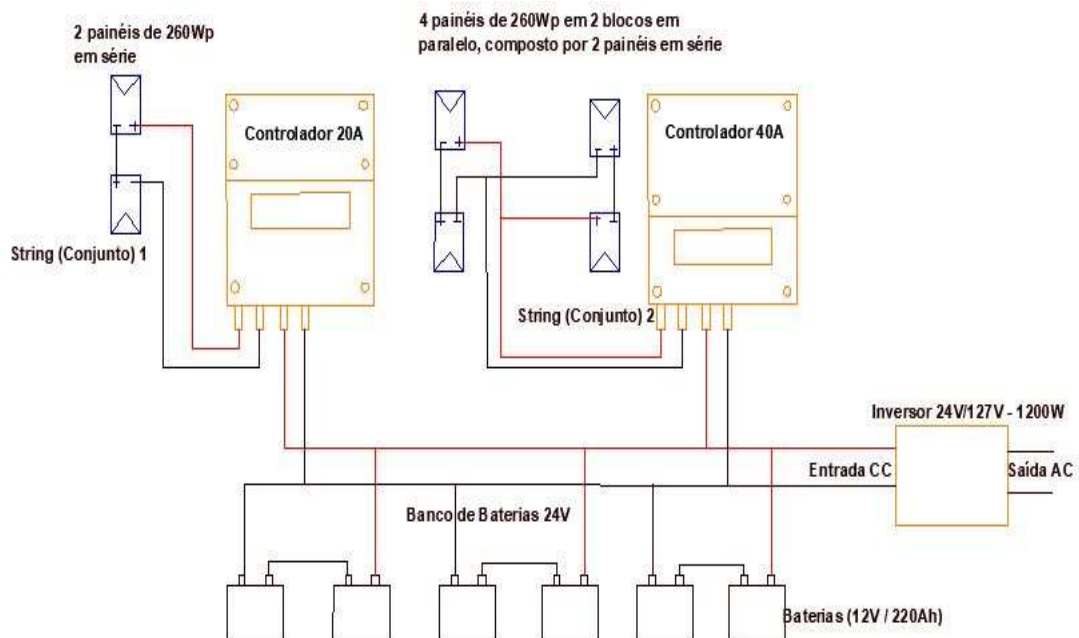 2 painéis de 260Wp
em série
4 painéis de 260Wp em 2 blocos em
paralelo, composto por 2 painéis em série
Controlador 20A
Controlador 40A
String (Conjunto) 1
String (Conjunto) 2
Inversor 24V/127V - 1200W
Entrada CC
Saída AC
Banco de Baterias 24V
Baterias (12V / 220Ah)